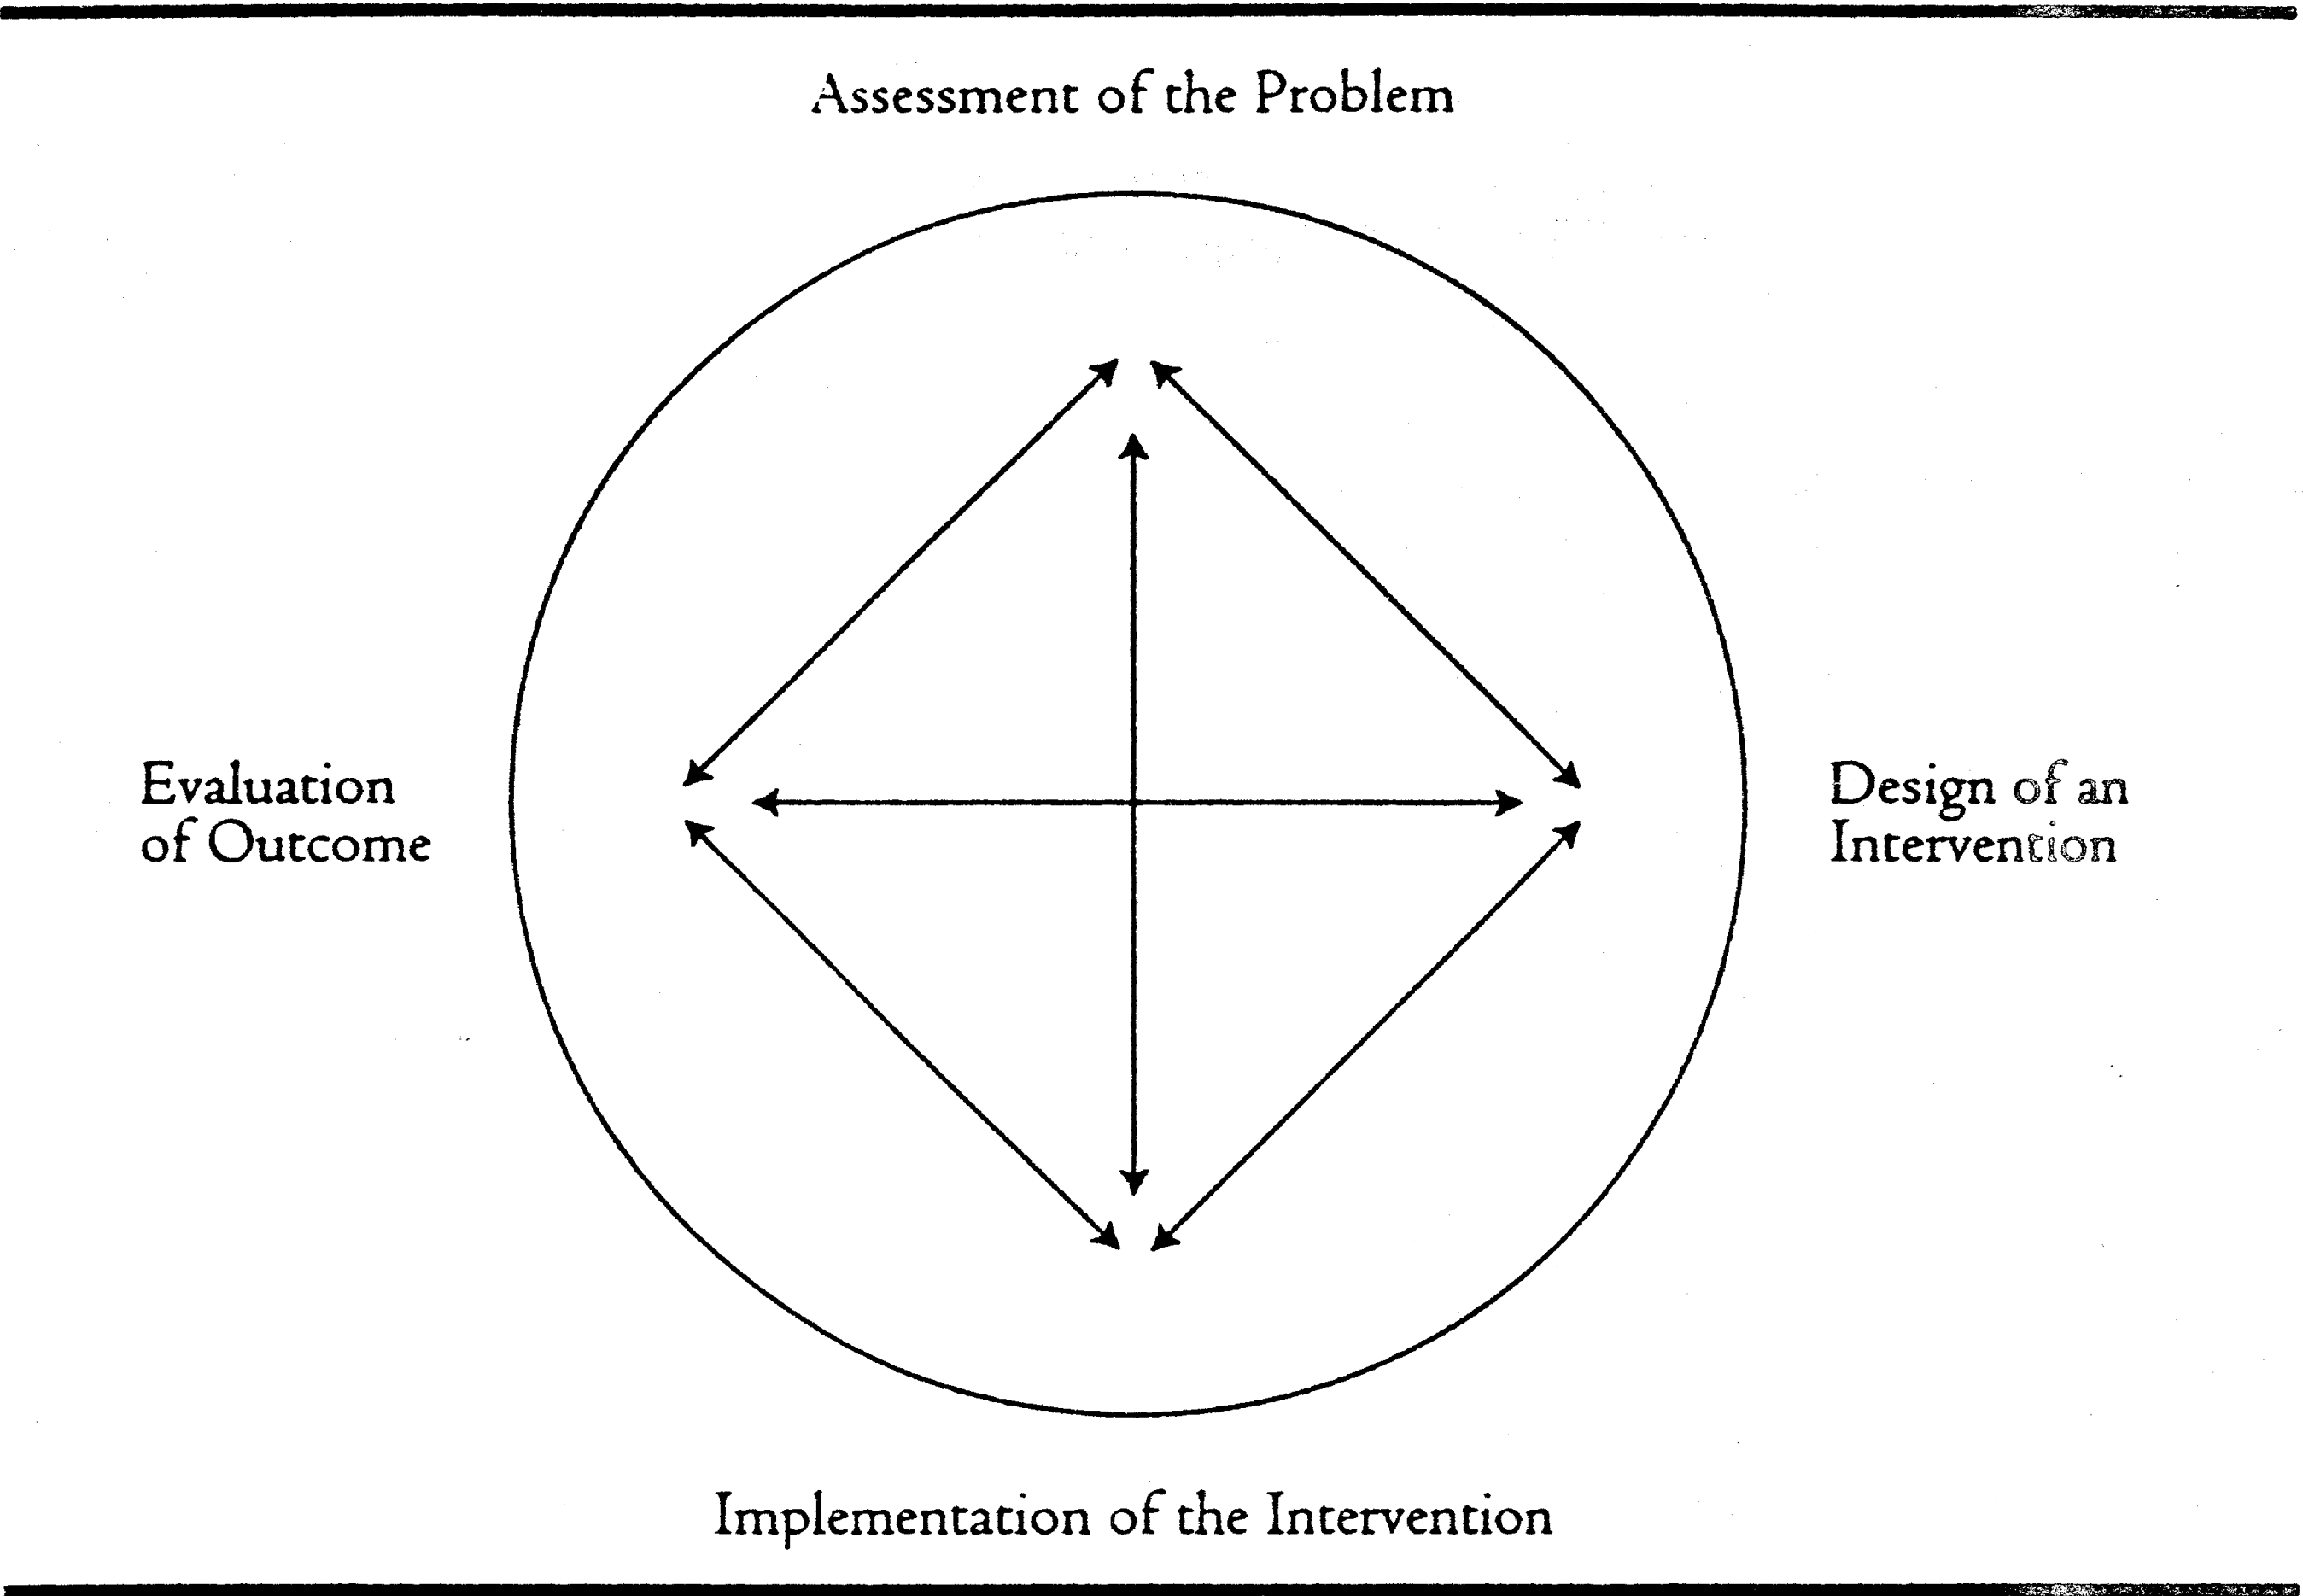 Assessment of the Problem
Evaluation
of Outcome
Design of an
Intervention
Implementation of the Intervention